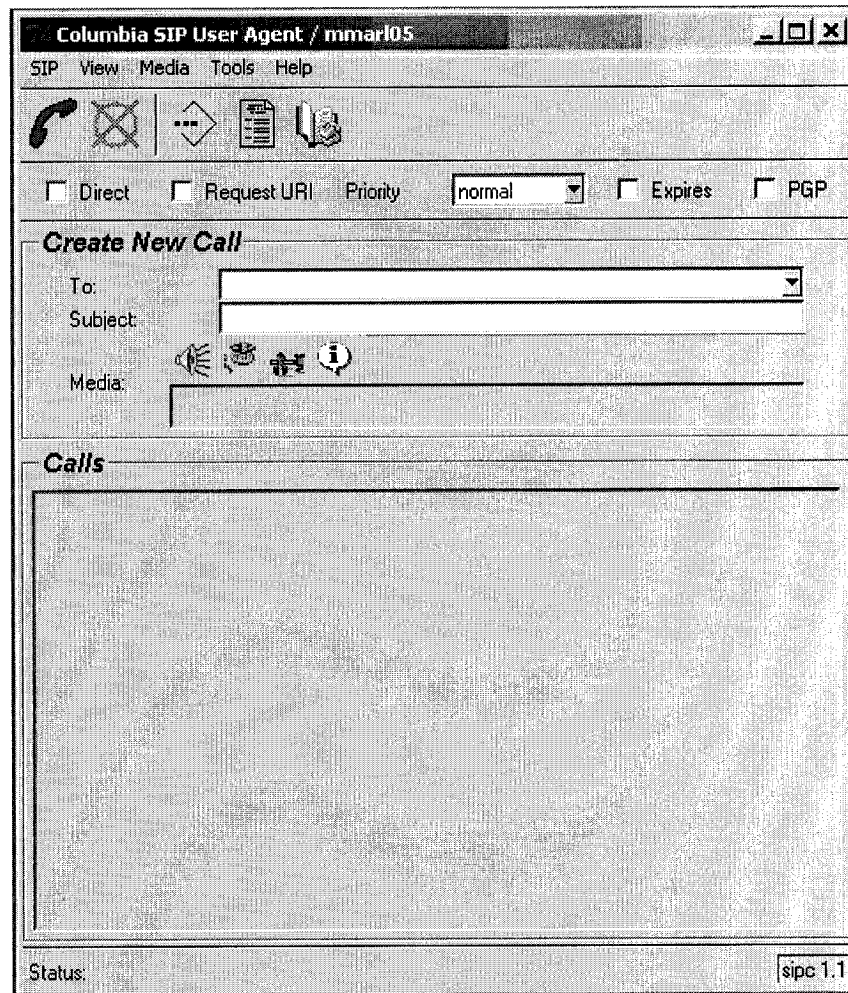 Columbia SIP User Agent / mmarl05
SIP View Media Tools Help
Direct Request URI Priority normal Expires PGP
Create New Call
To:
Subject:
Media:
Calls
Status: sipc 1.1